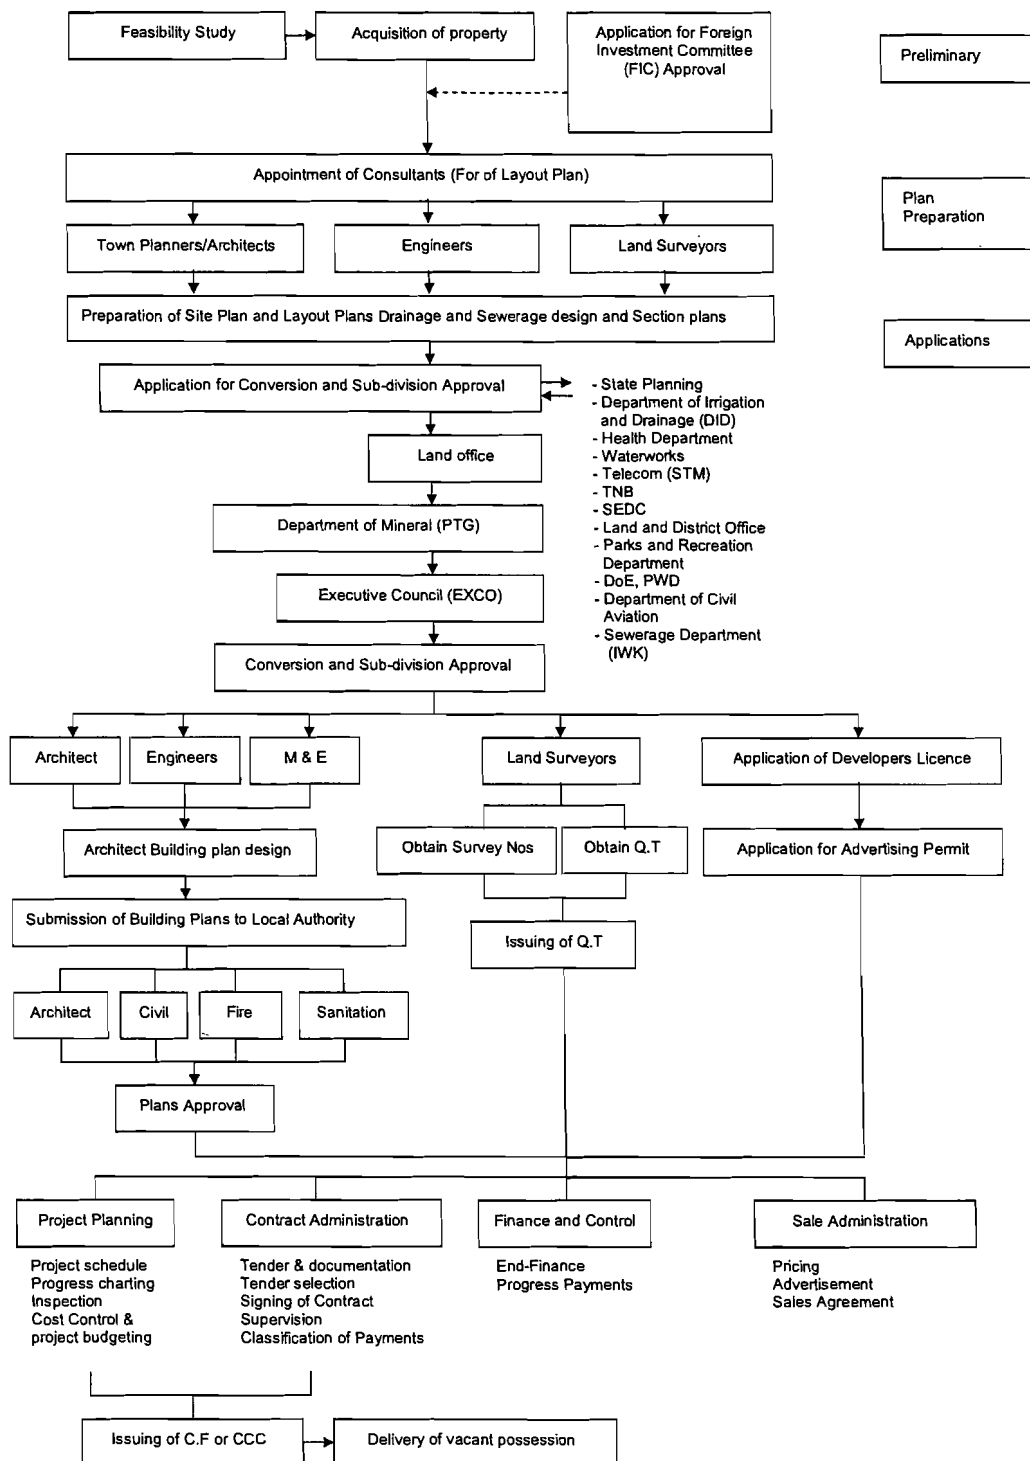 Feasibility Study
Acquisition of property
Application for Foreign
Investment Committee
(FIC) Approval
Preliminary
Appointment of Consultants (For of Layout Plan)
Plan
Preparation
Town Planners/Architects
Engineers
Land Surveyors
Preparation of Site Plan and Layout Plans Drainage and Sewerage design and Section plans
Applications
Application for Conversion and Sub-division Approval
- State Planning
- Department of Irrigation
and Drainage (DID)
- Health Department
- Waterworks
- Telecom (STM)
- TNB
- SEDC
- Land and District Office
- Parks and Recreation
Department
- DoE, PWD
- Department of Civil
Aviation
- Sewerage Department
(IWK)
Land office
Department of Mineral (PTG)
Executive Council (EXCO)
Conversion and Sub-division Approval
Architect
Engineers
M & E
Land Surveyors
Application of Developers Licence
Architect Building plan design
Obtain Survey Nos
Obtain Q.T
Application for Advertising Permit
Submission of Building Plans to Local Authority
Issuing of Q.T
Architect
Civil
Fire
Sanitation
Plans Approval
Project Planning
Contract Administration
Finance and Control
Sale Administration
Project schedule
Progress charting
Inspection
Cost Control &
project budgeting
Tender & documentation
Tender selection
Signing of Contract
Supervision
Classification of Payments
End-Finance
Progress Payments
Pricing
Advertisement
Sales Agreement
Issuing of C.F or CCC
Delivery of vacant possession